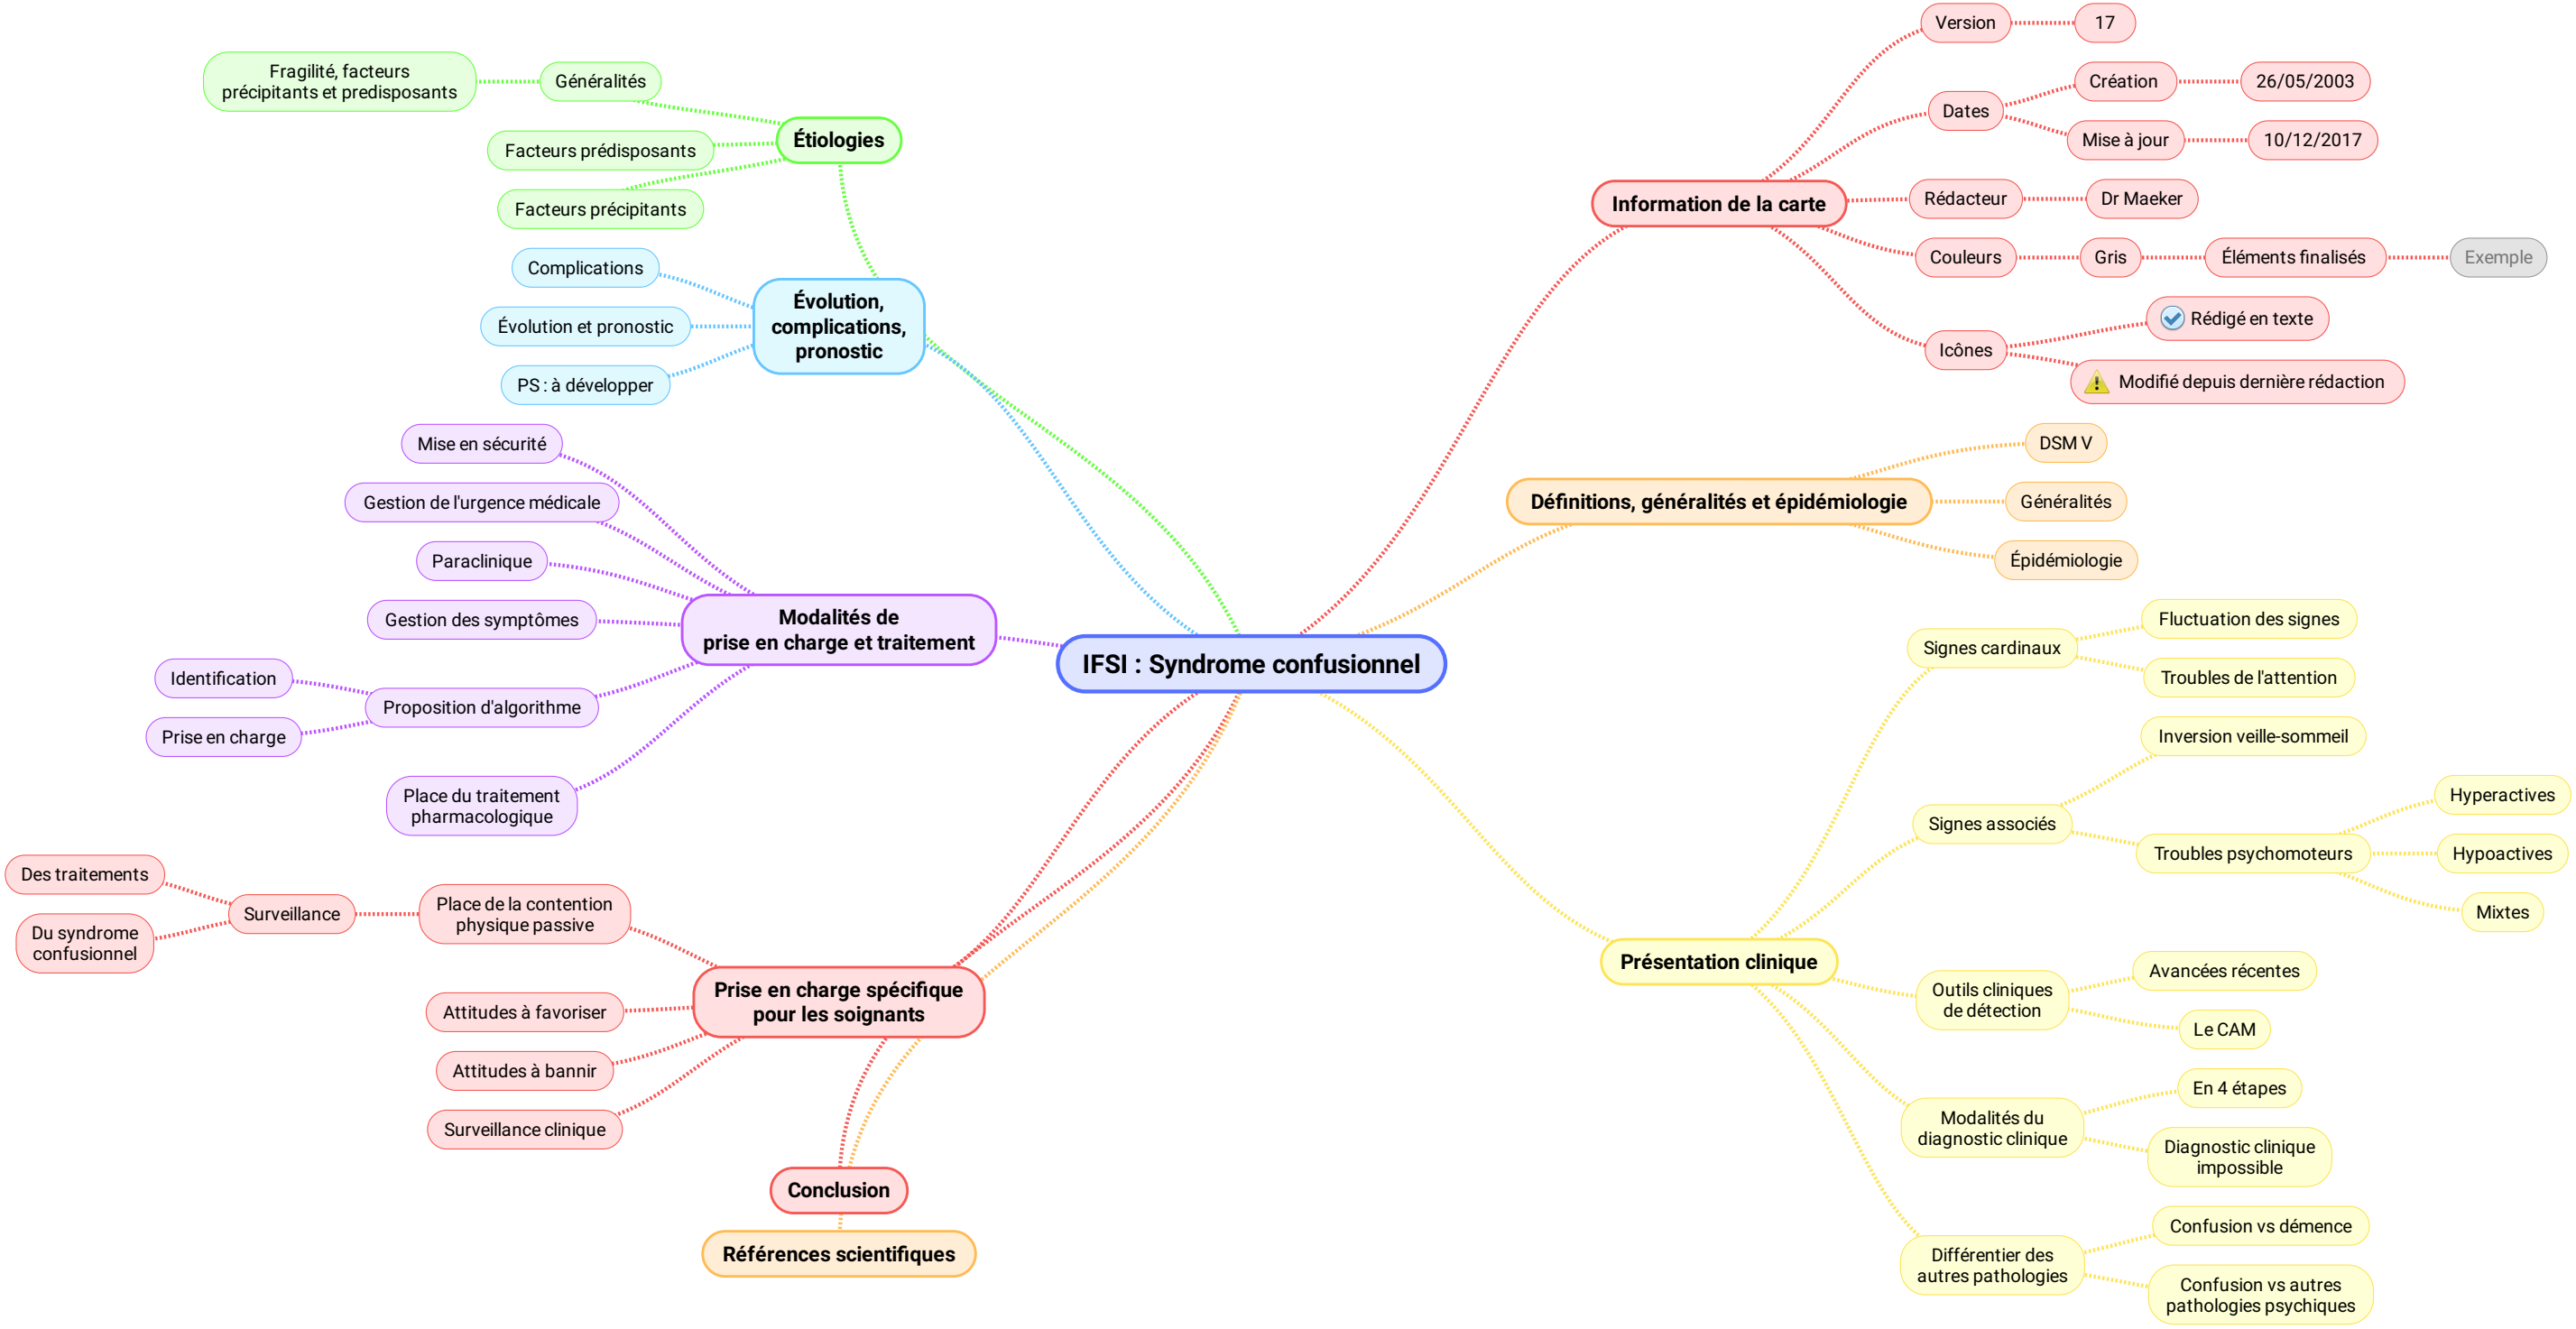 IFSI : Syndrome confusionnel
Information de la carte
Version
17
Dates
Création
26/05/2003
Mise à jour
10/12/2017
Rédacteur
Dr Maeker
Couleurs
Gris
Éléments finalisés
Exemple
Icônes
Rédigé en texte
Modifié depuis dernière rédaction
Définitions, généralités et épidémiologie
DSM V
Généralités
Épidémiologie
Présentation clinique
Signes cardinaux
Fluctuation des signes
Troubles de l'attention
Signes associés
Inversion veille-sommeil
Troubles psychomoteurs
Hyperactives
Hypoactives
Mixtes
Outils cliniques
de détection
Avancées récentes
Le CAM
Modalités du
diagnostic clinique
En 4 étapes
Diagnostic clinique
impossible
Différentier des
autres pathologies
Confusion vs démence
Confusion vs autres
pathologies psychiques
Étiologies
Généralités
Fragilité, facteurs
précipitants et predisposants
Facteurs prédisposants
Facteurs précipitants
Évolution,
complications,
pronostic
Complications
Évolution et pronostic
PS : à développer
Modalités de
prise en charge et traitement
Mise en sécurité
Gestion de l'urgence médicale
Paraclinique
Gestion des symptômes
Proposition d'algorithme
Identification
Prise en charge
Place du traitement
pharmacologique
Prise en charge spécifique
pour les soignants
Place de la contention
physique passive
Surveillance
Des traitements
Du syndrome
confusionnel
Attitudes à favoriser
Attitudes à bannir
Surveillance clinique
Conclusion
Références scientifiques